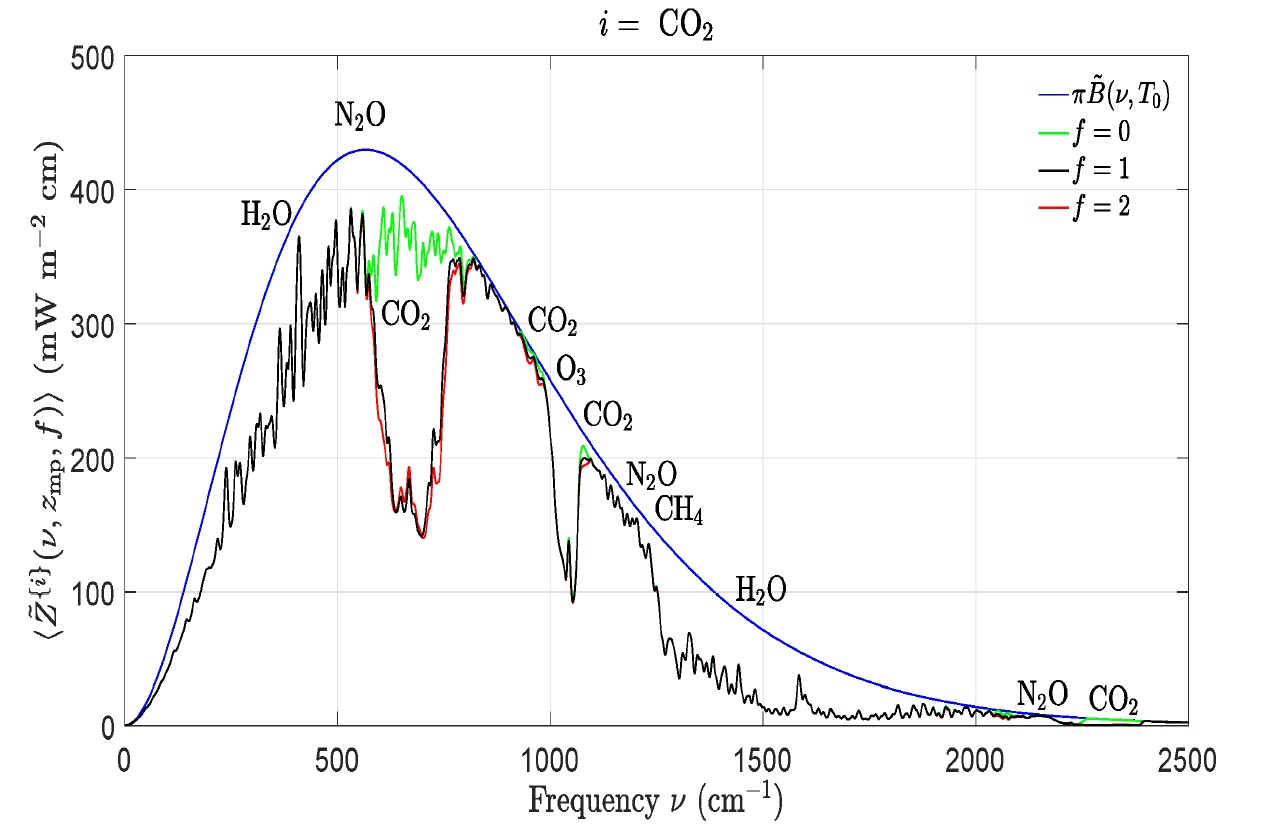 i = CO₂
500
400
300
200
100
0
⟨Z̃^{i}(ν, z_mp, f)⟩ (mW m⁻² cm)
πB̃(ν, T₀)
f = 0
f = 1
f = 2
N₂O
H₂O
CO₂
CO₂
O₃
CO₂
N₂O
CH₄
H₂O
N₂O
CO₂
0 500 1000 1500 2000 2500
Frequency ν (cm⁻¹)